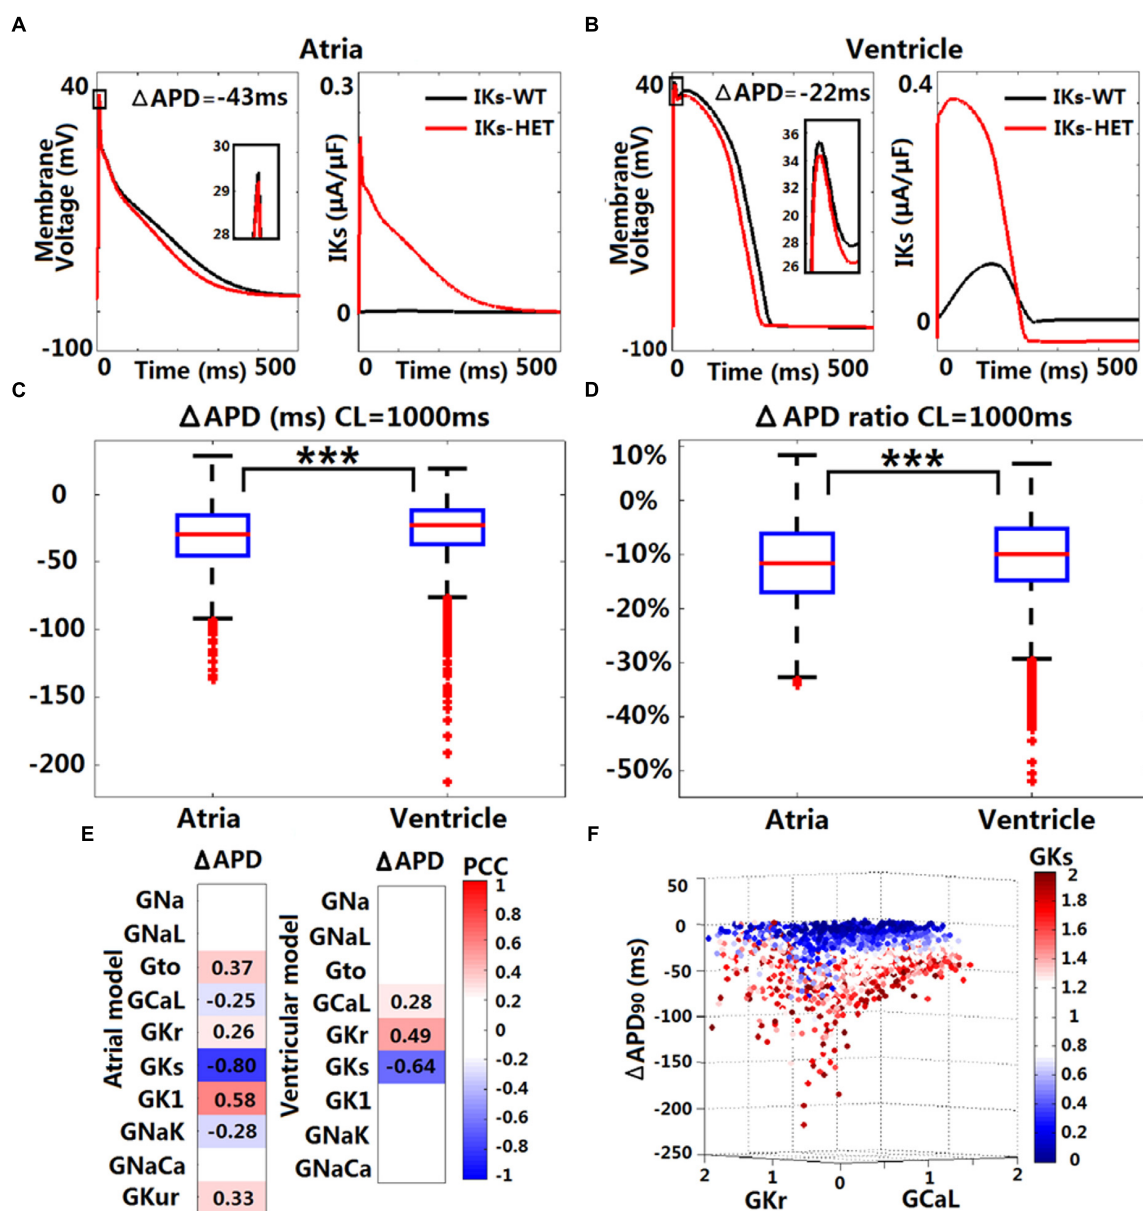 A
Atria
40
Membrane
Voltage (mV)
-100
Δ APD = -43ms
30
29
28
0
Time (ms)
500
0.3
IKs (µA/µF)
0
IKs-WT
IKs-HET
0
Time (ms)
500
B
Ventricle
40
Membrane
Voltage (mV)
-100
Δ APD = -22ms
36
34
32
20
28
26
0
Time (ms)
500
0.4
IKs (µA/µF)
0
IKs-WT
IKs-HET
0
Time (ms)
500
C
Δ APD (ms) CL=1000ms
***
0
-50
-100
-150
-200
Atria
Ventricle
D
Δ APD ratio CL=1000ms
***
10%
0%
-10%
-20%
-30%
-40%
-50%
Atria
Ventricle
E
Δ APD
Atrial model
GNa
GNaL
Gto 0.37
GCaL -0.25
GKr 0.26
GKs -0.80
GK1 0.58
GNaK -0.28
GNaCa
GKur 0.33
Δ APD
Ventricular model
GNa
GNaL
Gto
GCaL 0.28
GKr 0.49
GKs -0.64
GK1
GNaK
GNaCa
PCC
1
0.8
0.6
0.4
0.2
0
-0.2
-0.4
-0.6
-0.8
-1
F
ΔAPD90 (ms)
50
0
-50
-100
-150
-200
-250
2
1
0
1
2
GKr
GCaL
GKs
2
1.8
1.6
1.4
1.2
1
0.8
0.6
0.4
0.2
0